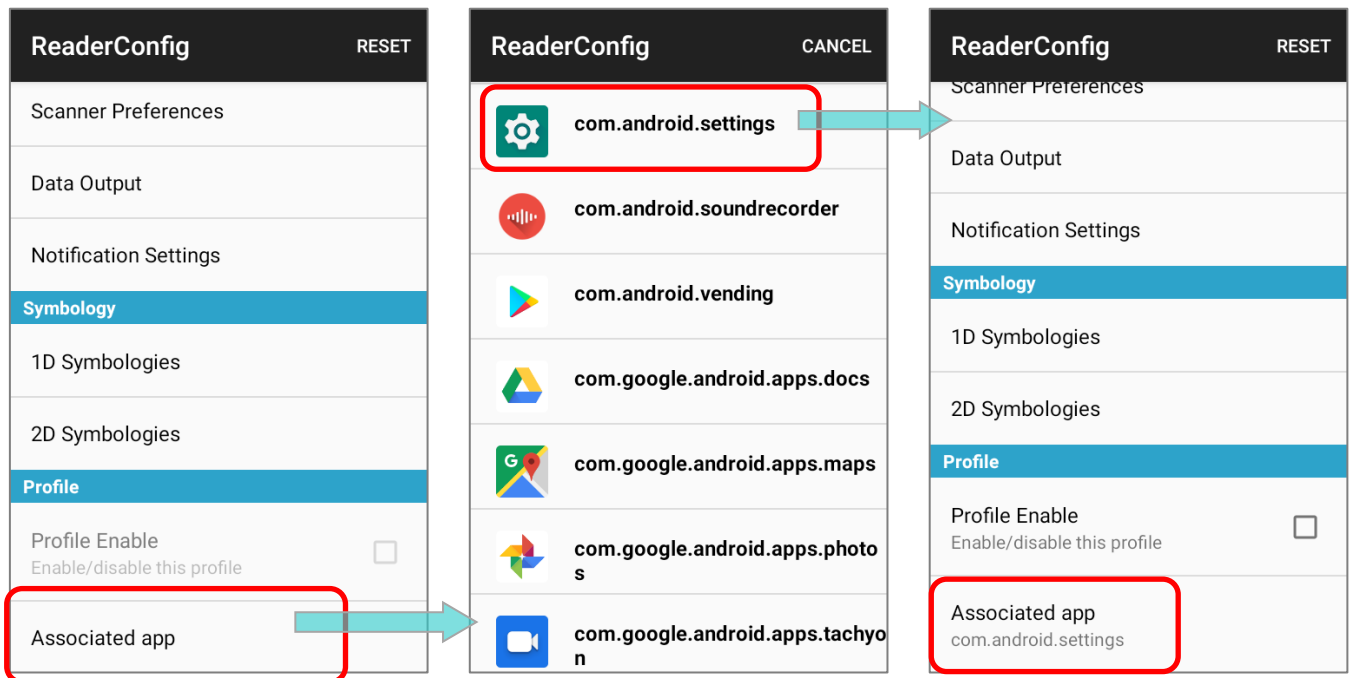 ReaderConfig RESET
Scanner Preferences
Data Output
Notification Settings
Symbology
1D Symbologies
2D Symbologies
Profile
Profile Enable
Enable/disable this profile
Associated app
ReaderConfig CANCEL
com.android.settings
com.android.soundrecorder
com.android.vending
com.google.android.apps.docs
G
com.google.android.apps.maps
com.google.android.apps.photo
s
com.google.android.apps.tachyo
n
ReaderConfig RESET
Scanner Preferences
Data Output
Notification Settings
Symbology
1D Symbologies
2D Symbologies
Profile
Profile Enable
Enable/disable this profile
Associated app
com.android.settings